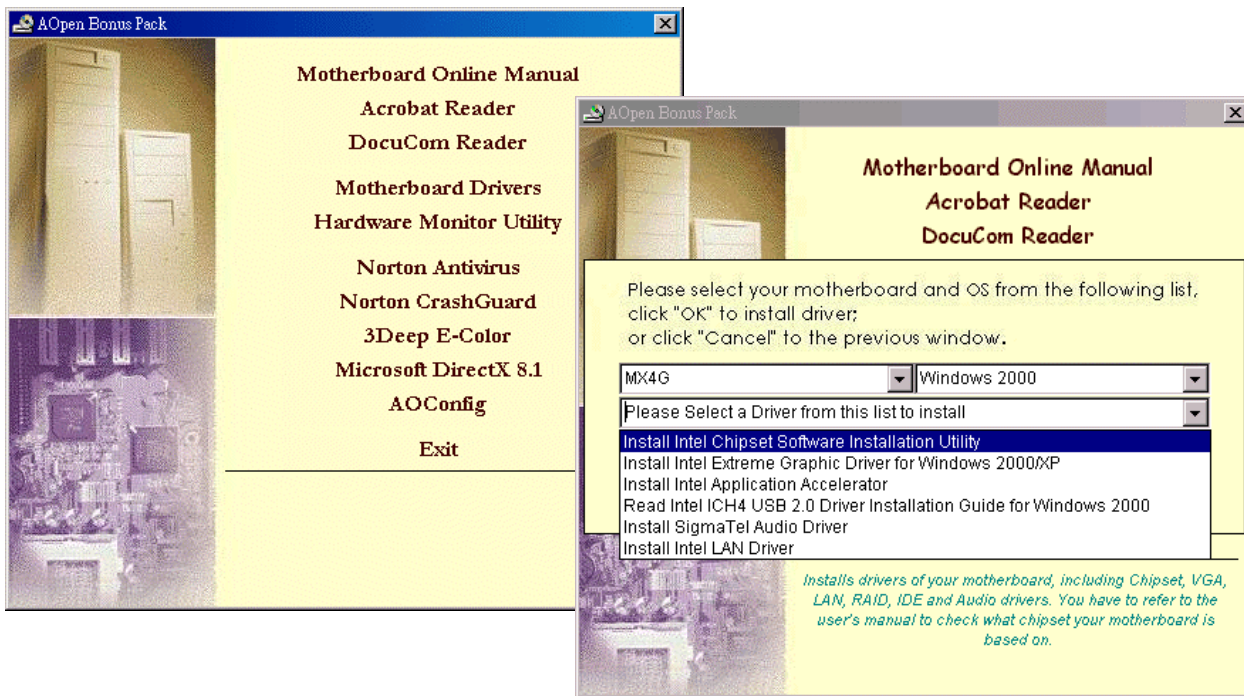 AOpen Bonus Pack
Motherboard Online Manual
Acrobat Reader
DocuCom Reader
Motherboard Drivers
Hardware Monitor Utility
Norton Antivirus
Norton CrashGuard
3Deep E-Color
Microsoft DirectX 8.1
AOConfig
Exit
AOpen Bonus Pack
Motherboard Online Manual
Acrobat Reader
DocuCom Reader
Please select your motherboard and OS from the following list,
click "OK" to install driver;
or click "Cancel" to the previous window.
MX4G
Windows 2000
Please Select a Driver from this list to install
Install Intel Chipset Software Installation Utility
Install Intel Extreme Graphic Driver for Windows 2000/XP
Install Intel Application Accelerator
Read Intel ICH4 USB 2.0 Driver Installation Guide for Windows 2000
Install SigmaTel Audio Driver
Install Intel LAN Driver
Installs drivers of your motherboard, including Chipset, VGA,
LAN, RAID, IDE and Audio drivers. You have to refer to the
user's manual to check what chipset your motherboard is
based on.